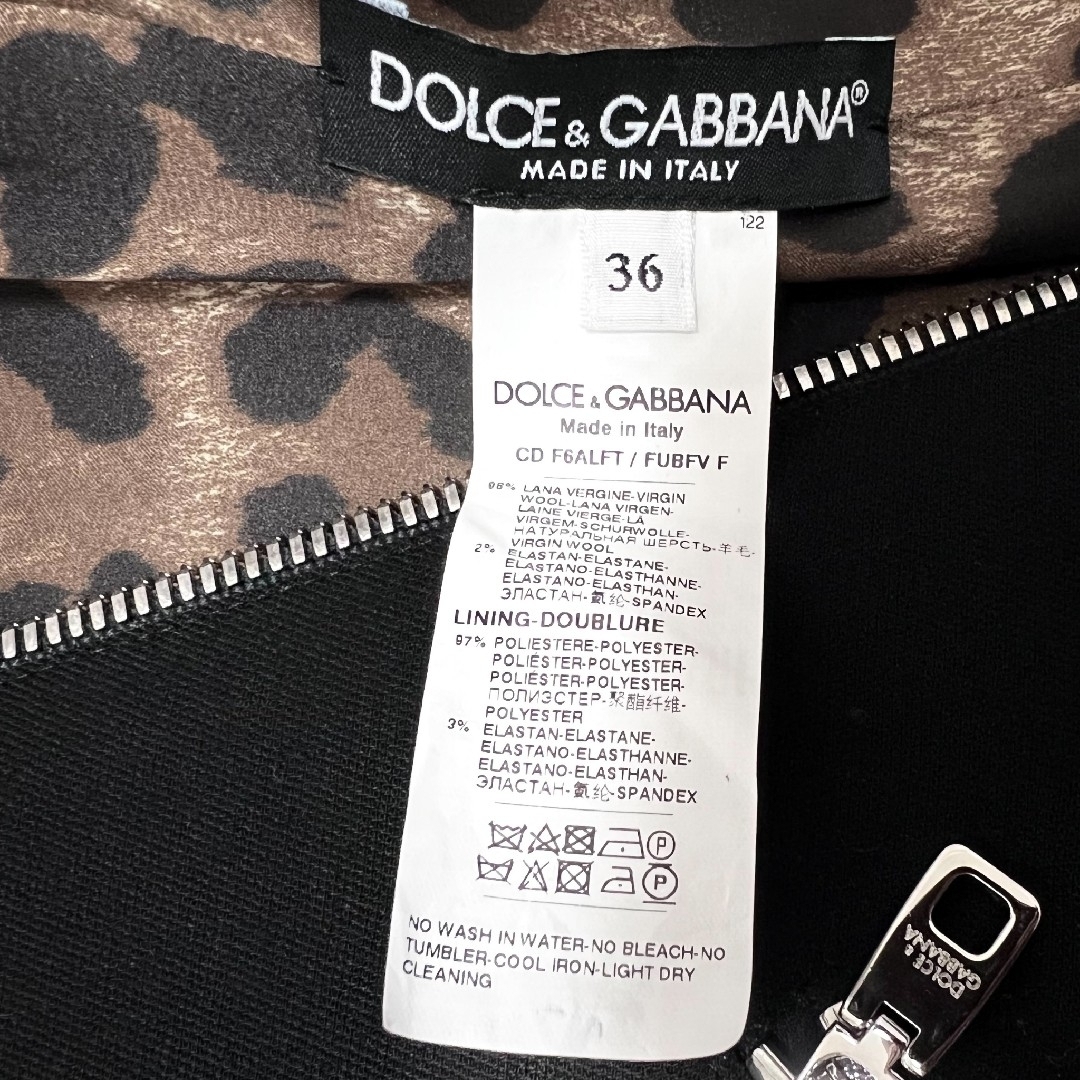 DOLCE & GABBANA®
MADE IN ITALY
122
36
DOLCE & GABBANA
Made in Italy
CD F6ALFT / FUBFV F
98% LANA VERGINE-VIRGIN
WOOL-LANA VIRGEN-
LAINE VIERGE-LÃ
VIRGEM-SCHURWOLLE-
НАТУРАЛЬНАЯ ШЕРСТЬ-羊毛-
VIRGIN WOOL
2% ELASTAN-ELASTANE-
ELASTANO-ELASTHANNE-
ELASTANO-ELASTHAN-
ЭЛАСТАН-氨纶-SPANDEX
LINING-DOUBLURE
97% POLIESTERE-POLYESTER-
POLIÉSTER-POLYESTER-
POLIÉSTER-POLYESTER-
ПОЛИЭСТЕР-聚酯纤维-
POLYESTER
3% ELASTAN-ELASTANE-
ELASTANO-ELASTHANNE-
ELASTANO-ELASTHAN-
ЭЛАСТАН-氨纶-SPANDEX
P
P
NO WASH IN WATER-NO BLEACH-NO
TUMBLER-COOL IRON-LIGHT DRY
CLEANING
DOLCE &
GABBANA